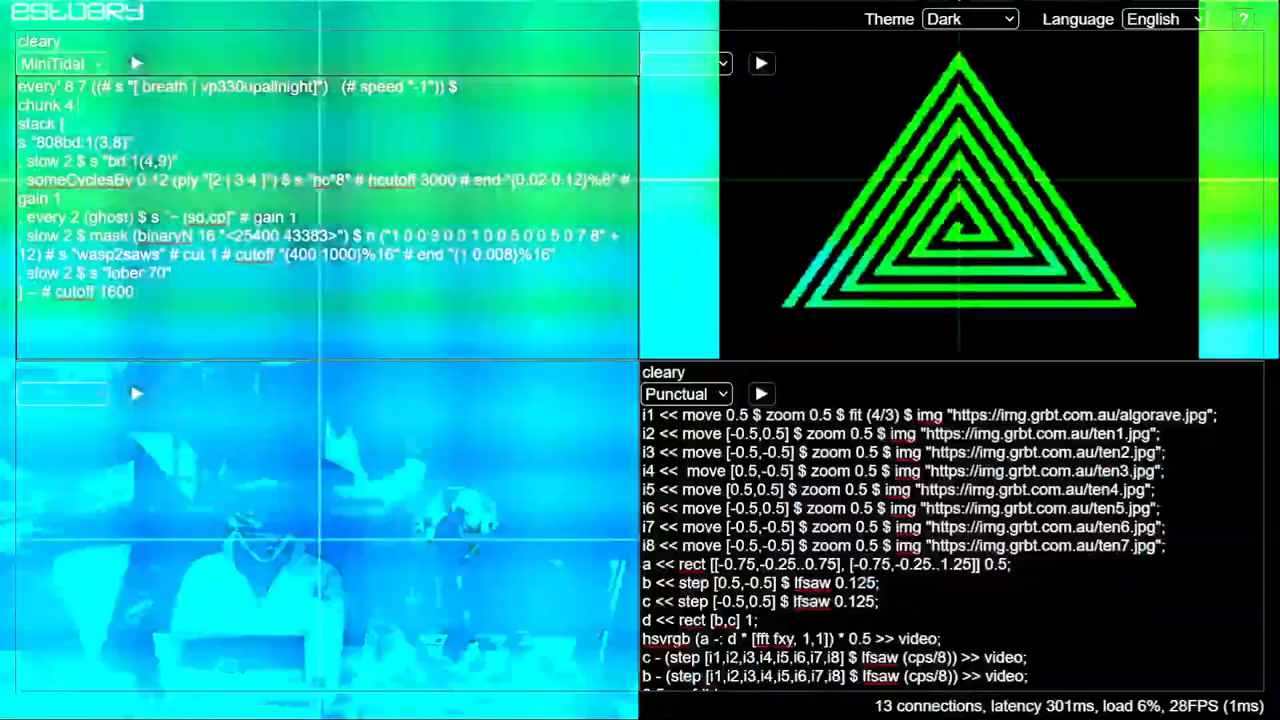 estuary
Theme Dark Language English ?
cleary
MiniTidal
every' 8 7 ((# s "[ breath | vp330upallnight]") (# speed "-1")) $
chunk 4
stack [
s "808bd:1(3,8)"
, slow 2 $ s "bd:1(4,9)"
, someCyclesBy 0.42 (ply "[2 | 3 4 ]") $ s "hc*8" # hcutoff 3000 # end "{0.02 0.12}%8" #
gain 1
, every 2 (ghost) $ s "~ [sd,cp]" # gain 1
, slow 2 $ mask (binaryN 16 "<25400 43383>") $ n ("1 0 0 3 0 0 1 0 0 5 0 0 5 0 7 8" +
12) # s "wasp2saws" # cut 1 # cutoff "{400 1000}%16" # end "{1 0.008}%16"
, slow 2 $ s "lober:70"
] -- # cutoff 1600
cleary
Punctual
i1 << move 0.5 $ zoom 0.5 $ fit (4/3) $ img "https://img.grbt.com.au/algorave.jpg";
i2 << move [-0.5,0.5] $ zoom 0.5 $ img "https://img.grbt.com.au/ten1.jpg";
i3 << move [-0.5,-0.5] $ zoom 0.5 $ img "https://img.grbt.com.au/ten2.jpg";
i4 << move [0.5,-0.5] $ zoom 0.5 $ img "https://img.grbt.com.au/ten3.jpg";
i5 << move [0.5,0.5] $ zoom 0.5 $ img "https://img.grbt.com.au/ten4.jpg";
i6 << move [-0.5,0.5] $ zoom 0.5 $ img "https://img.grbt.com.au/ten5.jpg";
i7 << move [-0.5,-0.5] $ zoom 0.5 $ img "https://img.grbt.com.au/ten6.jpg";
i8 << move [-0.5,-0.5] $ zoom 0.5 $ img "https://img.grbt.com.au/ten7.jpg";
a << rect [[-0.75,-0.25..0.75], [-0.75,-0.25..1.25]] 0.5;
b << step [0.5,-0.5] $ lfsaw 0.125;
c << step [-0.5,0.5] $ lfsaw 0.125;
d << rect [b,c] 1;
hsvrgb (a -: d * [fft fxy, 1,1]) * 0.5 >> video;
c - (step [i1,i2,i3,i4,i5,i6,i7,i8] $ lfsaw (cps/8)) >> video;
b - (step [i1,i2,i3,i4,i5,i6,i7,i8] $ lfsaw (cps/8)) >> video;
13 connections, latency 301ms, load 6%, 28FPS (1ms)